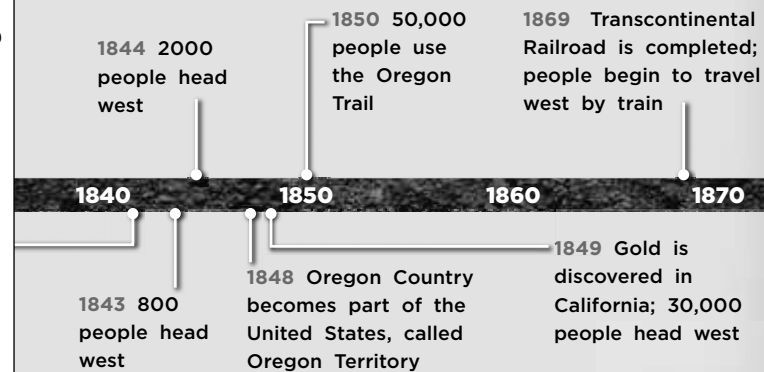 1844 2000
people head
west
1850 50,000
people use
the Oregon
Trail
1869 Transcontinental
Railroad is completed;
people begin to travel
west by train
1840
1850
1860
1870
1843 800
people head
west
1848 Oregon Country
becomes part of the
United States, called
Oregon Territory
1849 Gold is
discovered in
California; 30,000
people head west